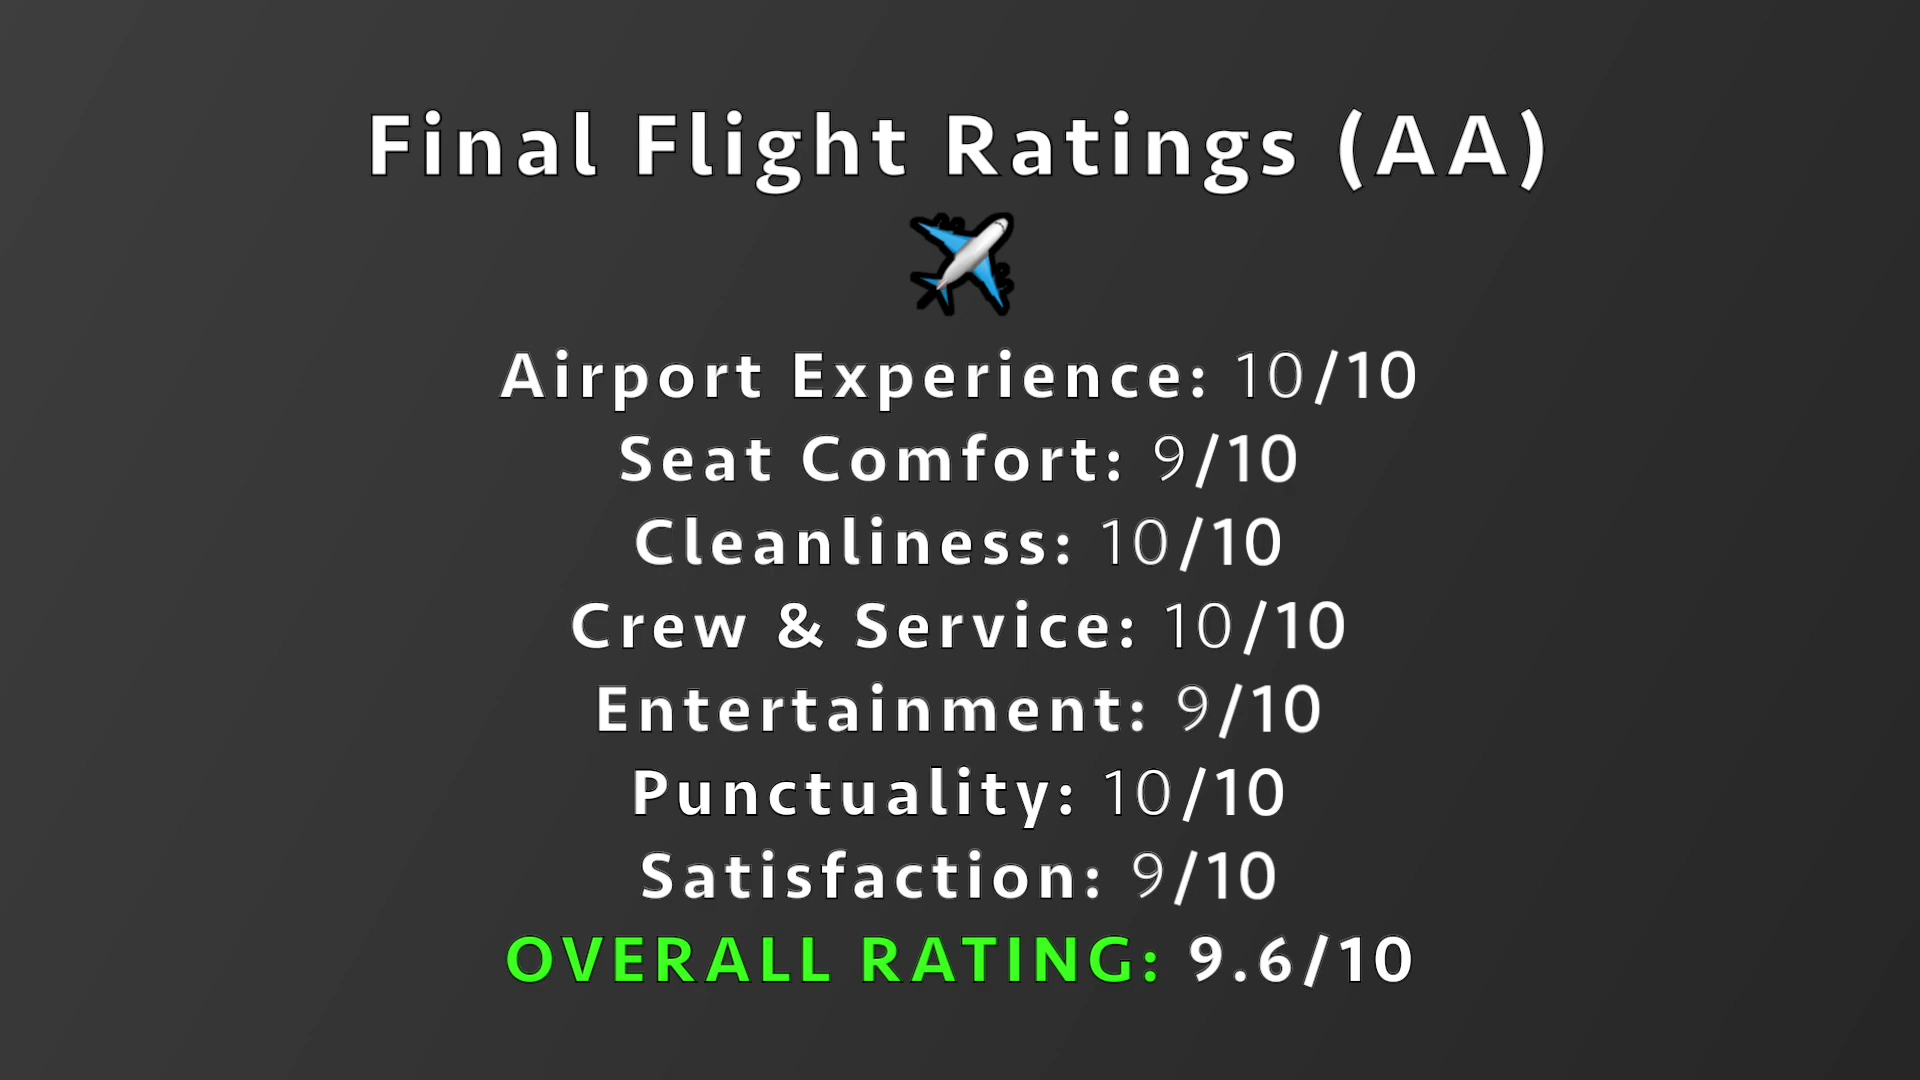 Final Flight Ratings (AA)
Airport Experience: 10/10
Seat Comfort: 9/10
Cleanliness: 10/10
Crew & Service: 10/10
Entertainment: 9/10
Punctuality: 10/10
Satisfaction: 9/10
OVERALL RATING: 9.6/10